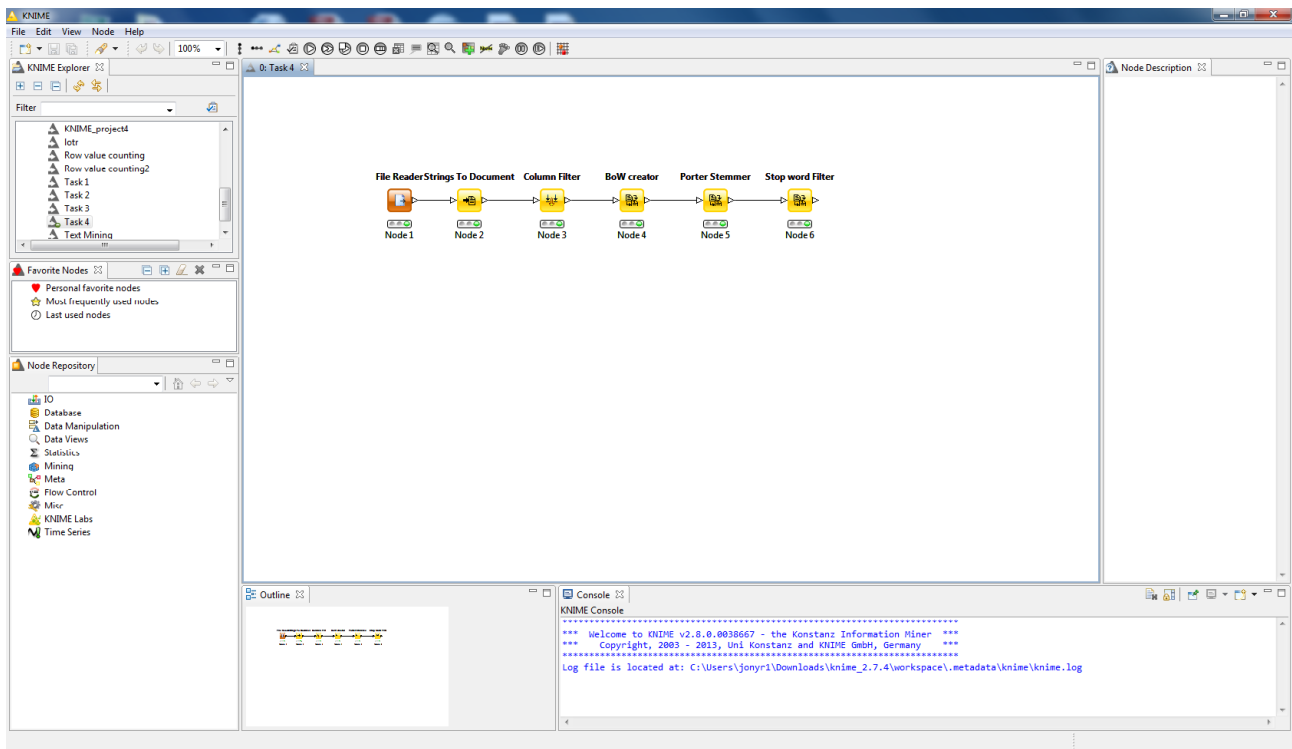 KNIME
File Edit View Node Help
100%
KNIME Explorer
Filter
KNIME_project4
lotr
Row value counting
Row value counting2
Task 1
Task 2
Task 3
Task 4
Text Mining
Favorite Nodes
Personal favorite nodes
Most frequently used nodes
Last used nodes
Node Repository
IO
Database
Data Manipulation
Data Views
Statistics
Mining
Meta
Flow Control
Misc
KNIME Labs
Time Series
0: Task 4
File Reader Strings To Document Column Filter BoW creator Porter Stemmer Stop word Filter
Node 1 Node 2 Node 3 Node 4 Node 5 Node 6
Node Description
Outline
Console
KNIME Console
***********************************************************************
*** Welcome to KNIME v2.8.0.0038667 - the Konstanz Information Miner ***
*** Copyright, 2003 - 2013, Uni Konstanz and KNIME GmbH, Germany ***
***********************************************************************
Log file is located at: C:\Users\jonyr1\Downloads\knime_2.7.4\workspace\.metadata\knime\knime.log